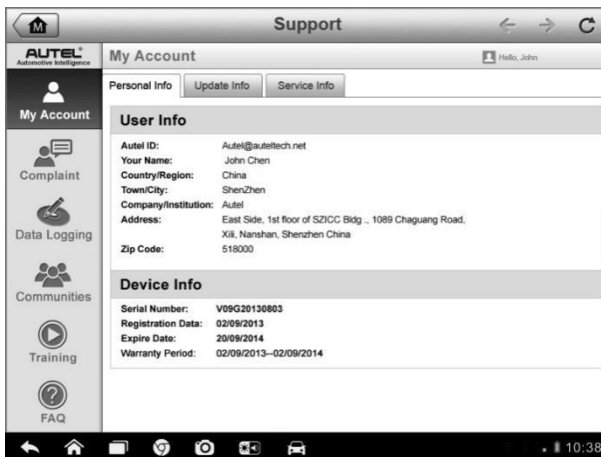 M
Support
AUTEL
Automotive Intelligence
My Account
Hello, John
Personal Info
Update Info
Service Info
My Account
Complaint
Data Logging
Communities
Training
FAQ
User Info
Autel ID: Autel@auteltech.net
Your Name: John Chen
Country/Region: China
Town/City: ShenZhen
Company/Institution: Autel
Address: East Side, 1st floor of SZICC Bldg ., 1089 Chaguang Road,
Xili, Nanshan, Shenzhen China
Zip Code: 518000
Device Info
Serial Number: V09G20130803
Registration Data: 02/09/2013
Expire Date: 20/09/2014
Warranty Period: 02/09/2013--02/09/2014
10:38